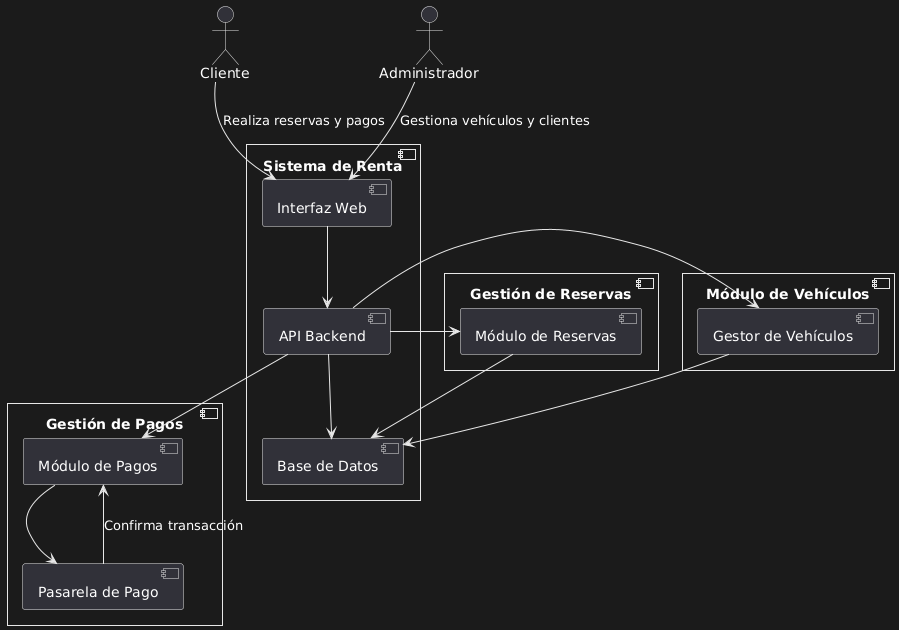 Cliente
Administrador
Realiza reservas y pagos
Gestiona vehículos y clientes
Sistema de Renta
Interfaz Web
Gestión de Reservas
Módulo de Vehículos
API Backend
Módulo de Reservas
Gestor de Vehículos
Gestión de Pagos
Módulo de Pagos
Base de Datos
Confirma transacción
Pasarela de Pago